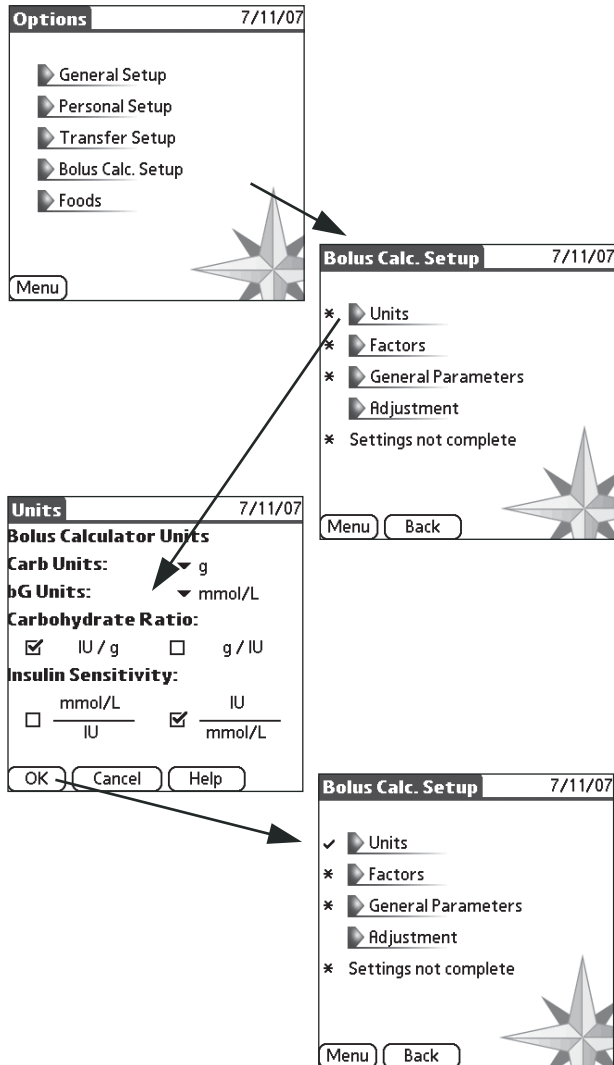 Options 7/11/07
General Setup
Personal Setup
Transfer Setup
Bolus Calc. Setup
Foods
Menu
Bolus Calc. Setup 7/11/07
* Units
* Factors
* General Parameters
Adjustment
* Settings not complete
Menu Back
Units 7/11/07
Bolus Calculator Units
Carb Units: g
bG Units: mmol/L
Carbohydrate Ratio:
☑ IU / g ☐ g / IU
Insulin Sensitivity:
mmol/L IU
☐ ☑
IU mmol/L
OK Cancel Help
Bolus Calc. Setup 7/11/07
✓ Units
* Factors
* General Parameters
Adjustment
* Settings not complete
Menu Back